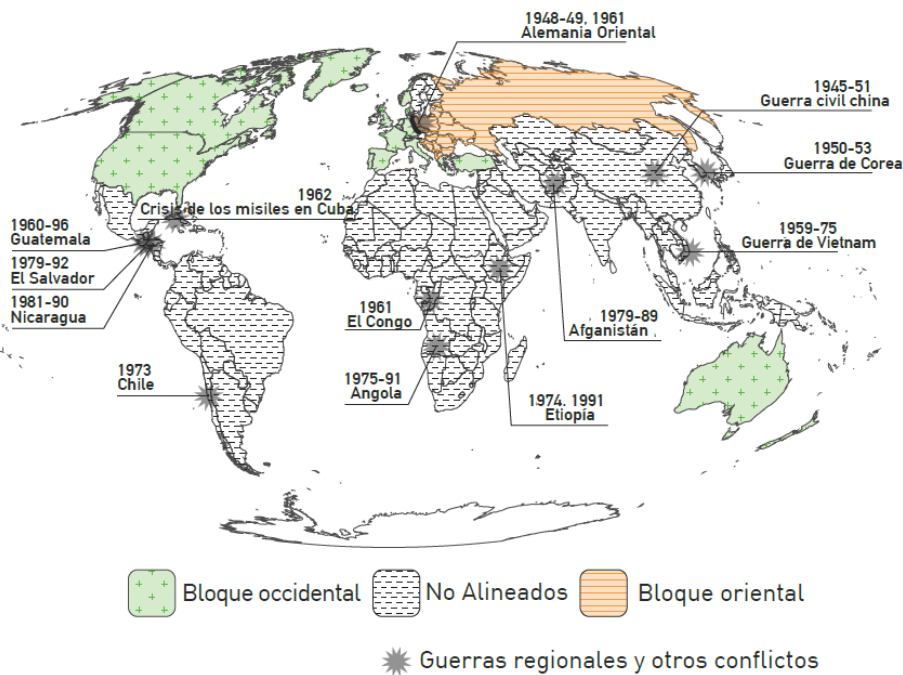 1948-49, 1961
Alemania Oriental
1945-51
Guerra civil china
1950-53
Guerra de Corea
1962
Crisis de los misiles en Cuba
1960-96
Guatemala
1979-92
El Salvador
1981-90
Nicaragua
1959-75
Guerra de Vietnam
1961
El Congo
1979-89
Afganistán
1973
Chile
1975-91
Angola
1974. 1991
Etiopía
Bloque occidental
No Alineados
Bloque oriental
Guerras regionales y otros conflictos